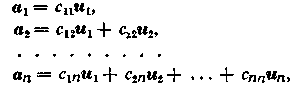 a₁ = c₁₁u₁,
a₂ = c₁₂u₁ + c₂₂u₂,
. . . . . . . . . .
aₙ = c₁ₙu₁ + c₂ₙu₂ + ... + cₙₙuₙ,